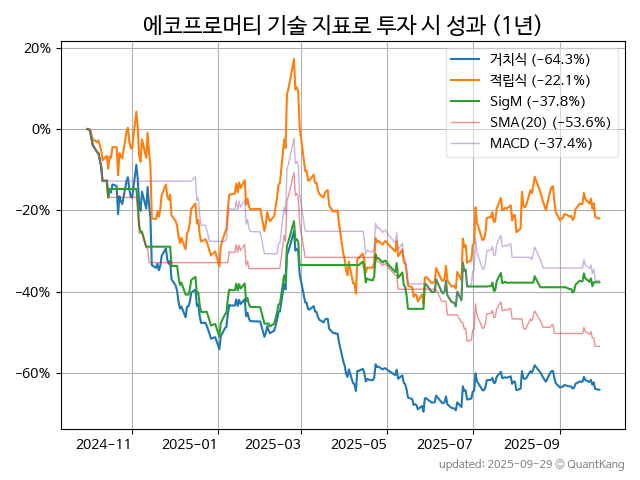 에코프로머티 기술 지표로 투자 시 성과 (1년)
20%
0%
−20%
−40%
−60%
거치식 (−64.3%)
적립식 (−22.1%)
SigM (−37.8%)
SMA(20) (−53.6%)
MACD (−37.4%)
2024-11
2025-01
2025-03
2025-05
2025-07
2025-09
updated: 2025-09-29 © QuantKang